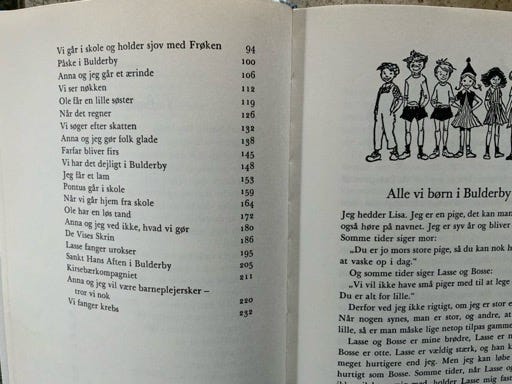 Vi går i skole og holder sjov med Frøken 94
Påske i Bulderby 100
Anna og jeg går et ærinde 106
Vi ser nøkken 112
Ole får en lille søster 119
Når det regner 126
Vi søger efter skatten 132
Anna og jeg gør folk glade 138
Farfar bliver firs 145
Vi har det dejligt i Bulderby 148
Jeg får et lam 153
Pontus går i skole 159
Når vi går hjem fra skole 164
Ole har en løs tand 172
Anna og jeg ved ikke, hvad vi gør 180
De Vises Skrin 186
Lasse fanger urokser 195
Sankt Hans Aften i Bulderby 205
Kirsebærkompagniet 211
Anna og jeg vil være barneplejersker –
tror vi nok 220
Vi fanger krebs 232
Alle vi børn i Bulderby
Jeg hedder Lisa. Jeg er en pige, det kan man
også høre på navnet. Jeg er syv år og bliver
Somme tider siger mor:
„Du er jo mors store pige, så du kan nok
at vaske op i dag.“
Og somme tider siger Lasse og Bosse:
„Vi vil ikke have små piger med til at lege
Du er alt for lille.“
Derfor ved jeg ikke rigtigt, om jeg er stor
Når nogen synes, man er stor, og andre, at
lille, så er man måske lige netop tilpas gammel
Lasse og Bosse er mine brødre, Lasse er
Bosse er otte. Lasse er vældig stærk, og han
meget hurtigere end jeg. Men jeg kan løbe
hurtigt som Bosse. Somme tider, når Lasse og
ikke vil have mig med, holder Lasse mig fast